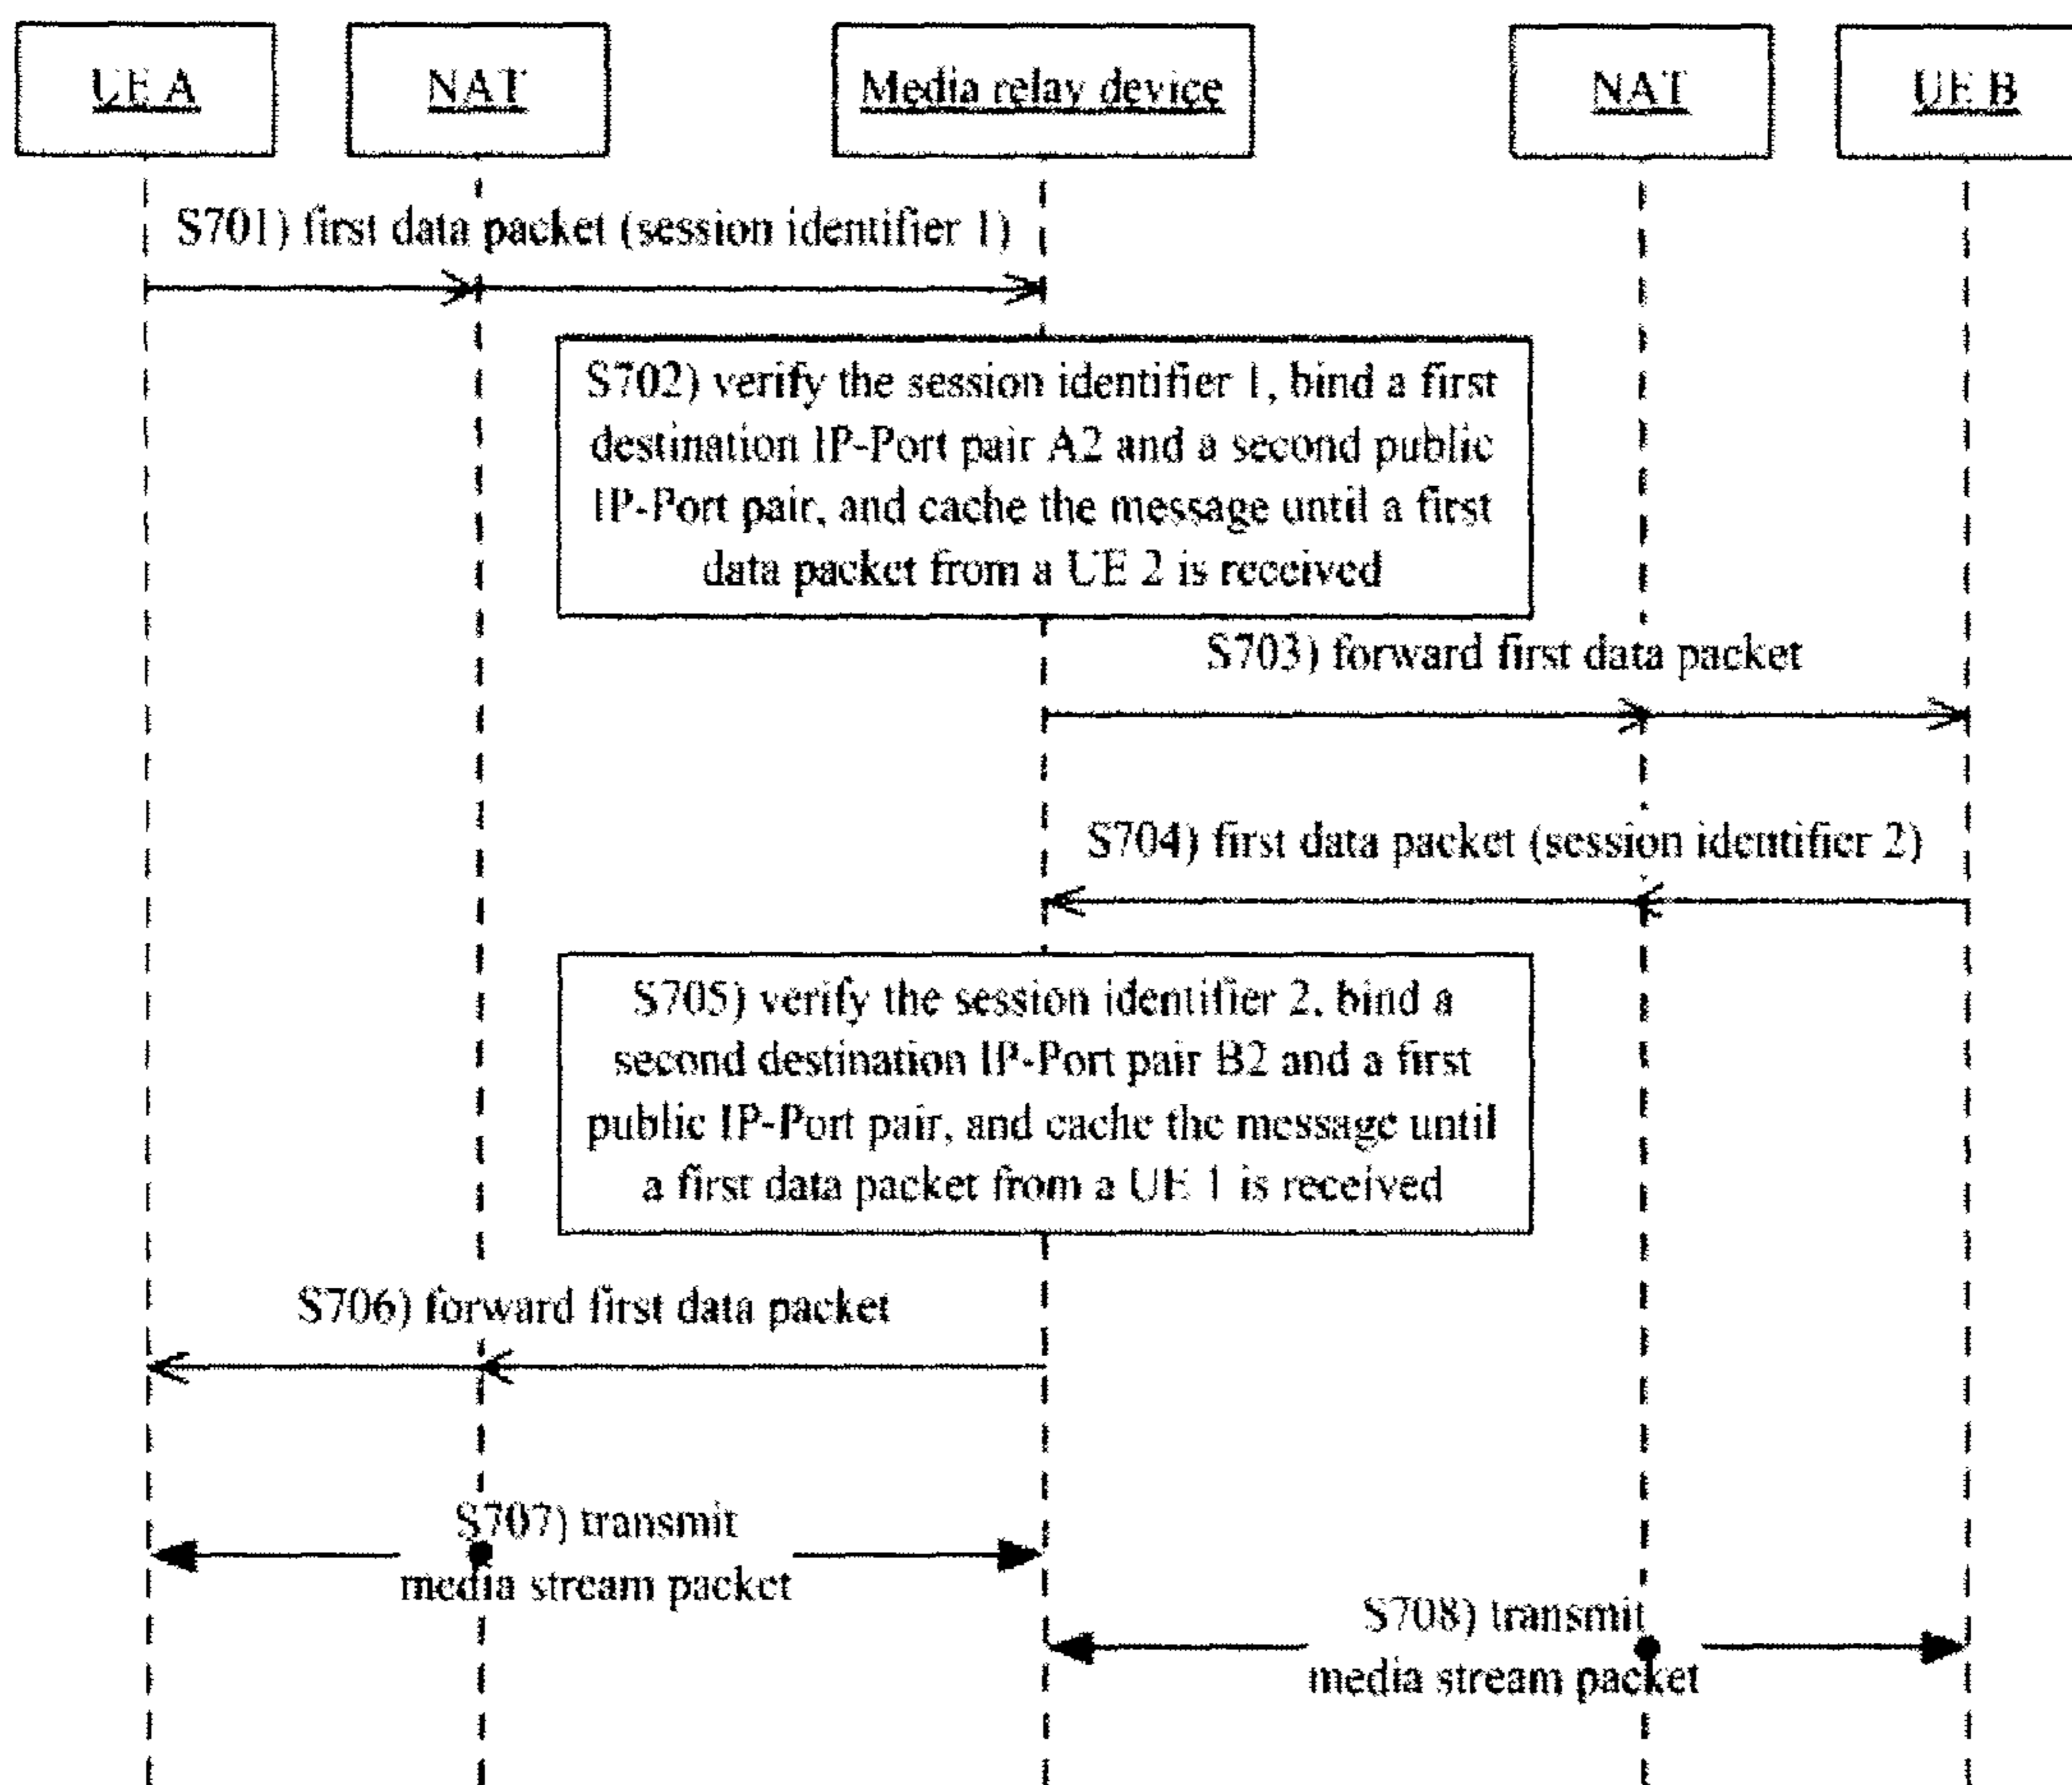 UE A
NAT
Media relay device
NAT
UE B
S701) first data packet (session identifier 1)
S702) verify the session identifier 1, bind a first
destination IP-Port pair A2 and a second public
IP-Port pair, and cache the message until a first
data packet from a UE 2 is received
S703) forward first data packet
S704) first data packet (session identifier 2)
S705) verify the session identifier 2, bind a
second destination IP-Port pair B2 and a first
public IP-Port pair, and cache the message until
a first data packet from a UE 1 is received
S706) forward first data packet
S707) transmit
media stream packet
S708) transmit
media stream packet